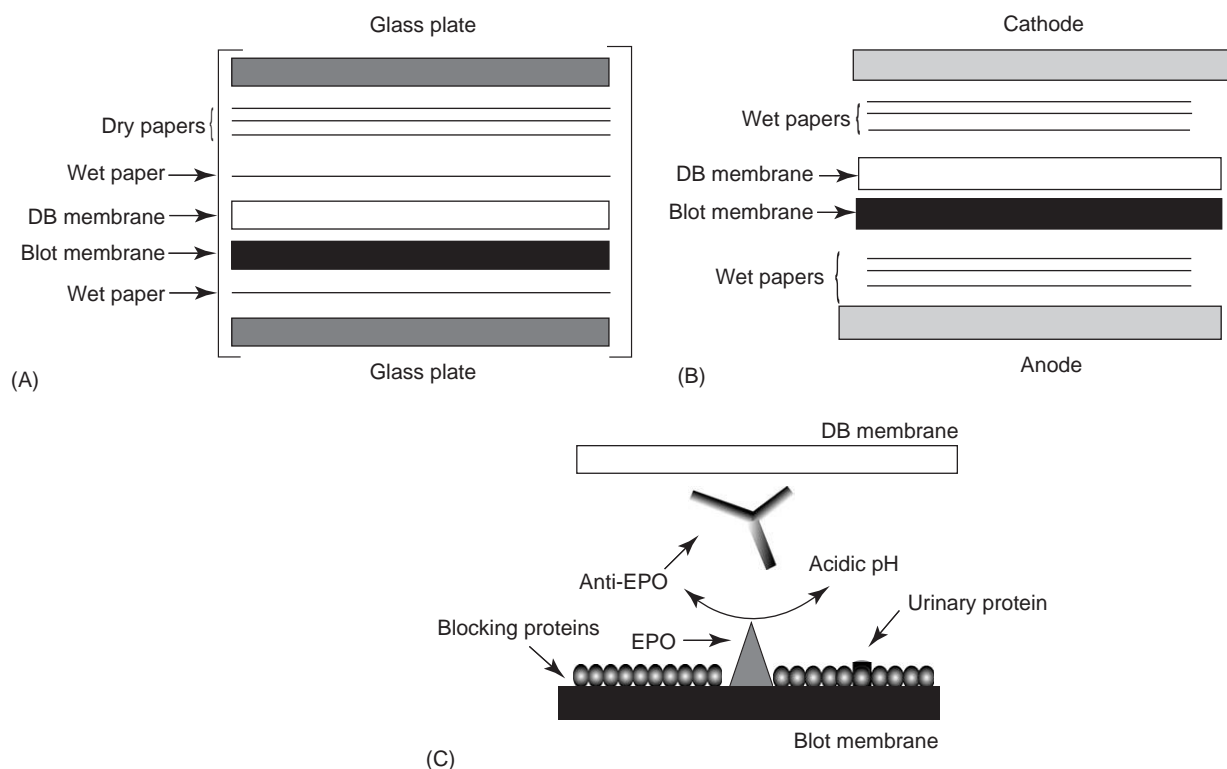 Glass plate
Dry papers
Wet paper
DB membrane
Blot membrane
Wet paper
Glass plate
(A)
Cathode
Wet papers
DB membrane
Blot membrane
Wet papers
Anode
(B)
DB membrane
Anti-EPO
Acidic pH
Urinary protein
Blocking proteins
EPO
Blot membrane
(C)